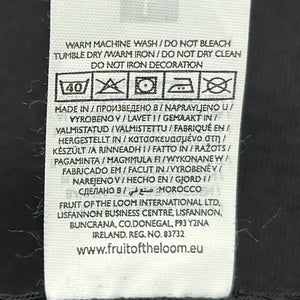 WARM MACHINE WASH / DO NOT BLEACH
TUMBLE DRY / WARM IRON / DO NOT DRY CLEAN
DO NOT IRON DECORATION
40
MADE IN / ПРОИЗВЕДЕНО В / NAPRAVLJENO U /
VYROBENO V / LAVET I / GEMAAKT IN /
VALMISTATUD / VALMISTETTU / FABRIQUÉ EN /
HERGESTELLT IN / κατασκευασμένο στη /
KÉSZÜLT / A RINNEADH I / FATTO IN / RAŽOTS /
PAGAMINTA / MAGHMULA FI / WYKONANE W /
FABRICADO EM / FACUT IN / VYROBENÉ V /
NAREJENO V / HECHO EN / GJORD I /
СДЕЛАНО В / صنع في :MOROCCO
FRUIT OF THE LOOM INTERNATIONAL LTD,
LISFANNON BUSINESS CENTRE, LISFANNON,
BUNCRANA, CO.DONEGAL, F93 Y2NA
IRELAND. REG. NO. 83732
www.fruitoftheloom.eu